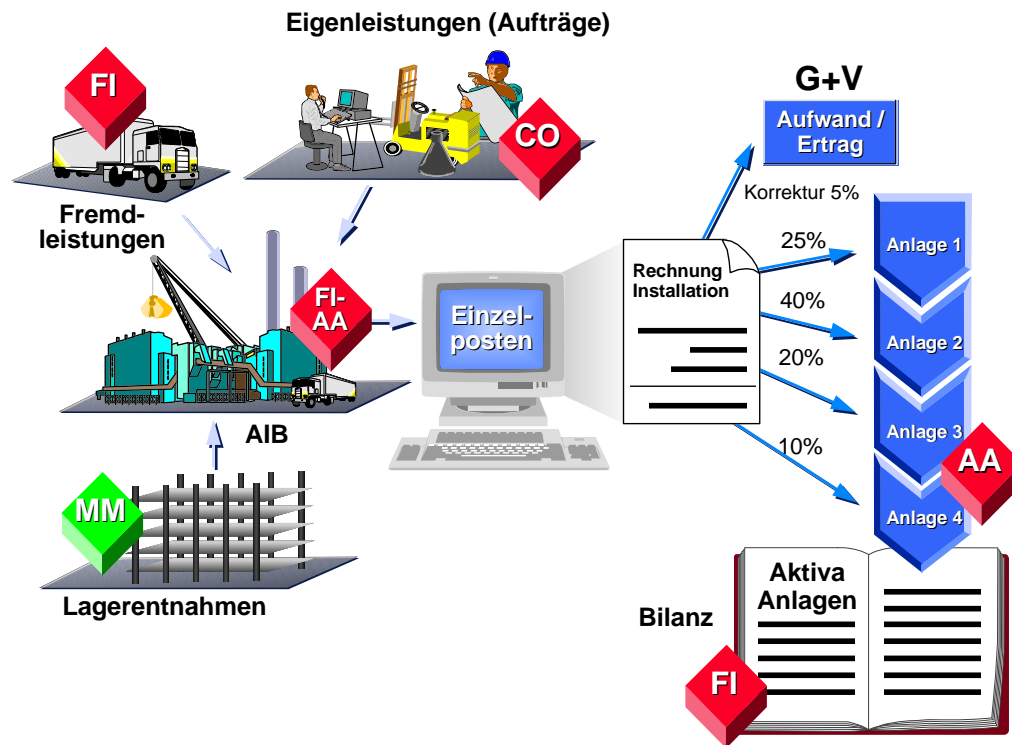 Eigenleistungen (Aufträge)
FI
CO
Fremd-
leistungen
FI-
AA
AIB
MM
Lagerentnahmen
Einzel-
posten
Rechnung
Installation
G+V
Aufwand /
Ertrag
Korrektur 5%
25%
40%
20%
10%
Anlage 1
Anlage 2
Anlage 3
Anlage 4
AA
Bilanz
Aktiva
Anlagen
FI